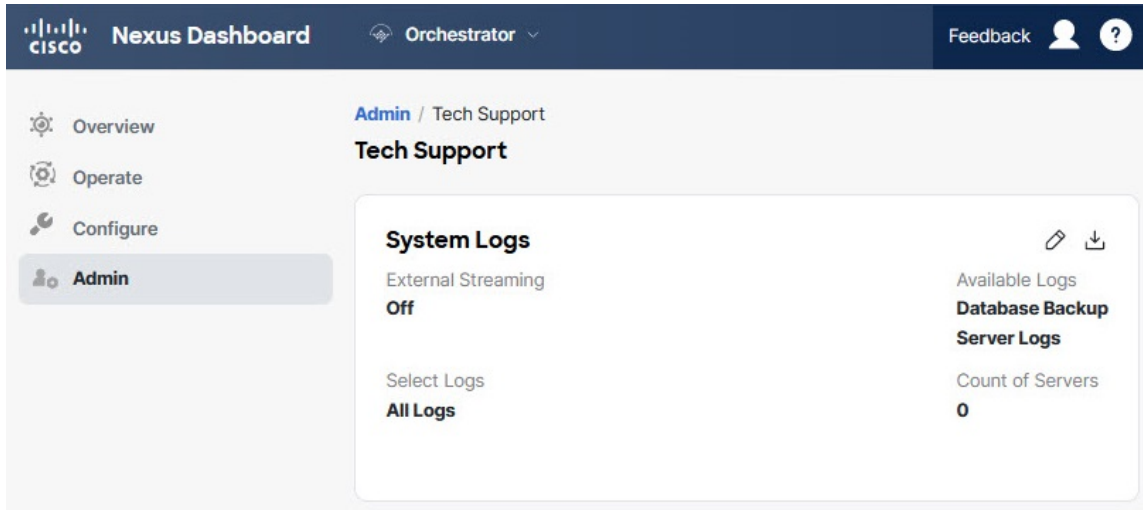 CISCO Nexus Dashboard Orchestrator Feedback ?
Overview
Operate
Configure
Admin
Admin / Tech Support
Tech Support
System Logs
External Streaming
Off
Available Logs
Database Backup
Server Logs
Select Logs
All Logs
Count of Servers
0